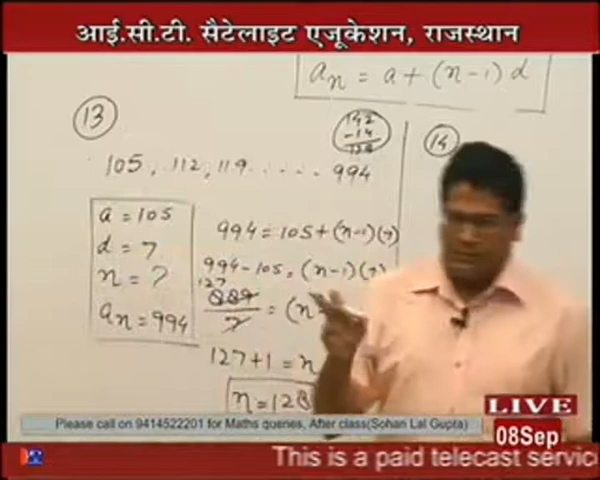 आई.सी.टी. सैटेलाइट एजूकेशन, राजस्थान
an = a + (n-1) d
13
142
-14
128
14
105, 112, 119 ..... 994
a = 105
d = 7
n = ?
an = 994
994 = 105 + (n-1)(7)
994 - 105 = (n-1)(7)
127
889
7
= (n
127 + 1 = n
n = 128
Please call on 9414522201 for Maths queries, After class(Sohan Lal Gupta)
LIVE
08Sep
This is a paid telecast servic